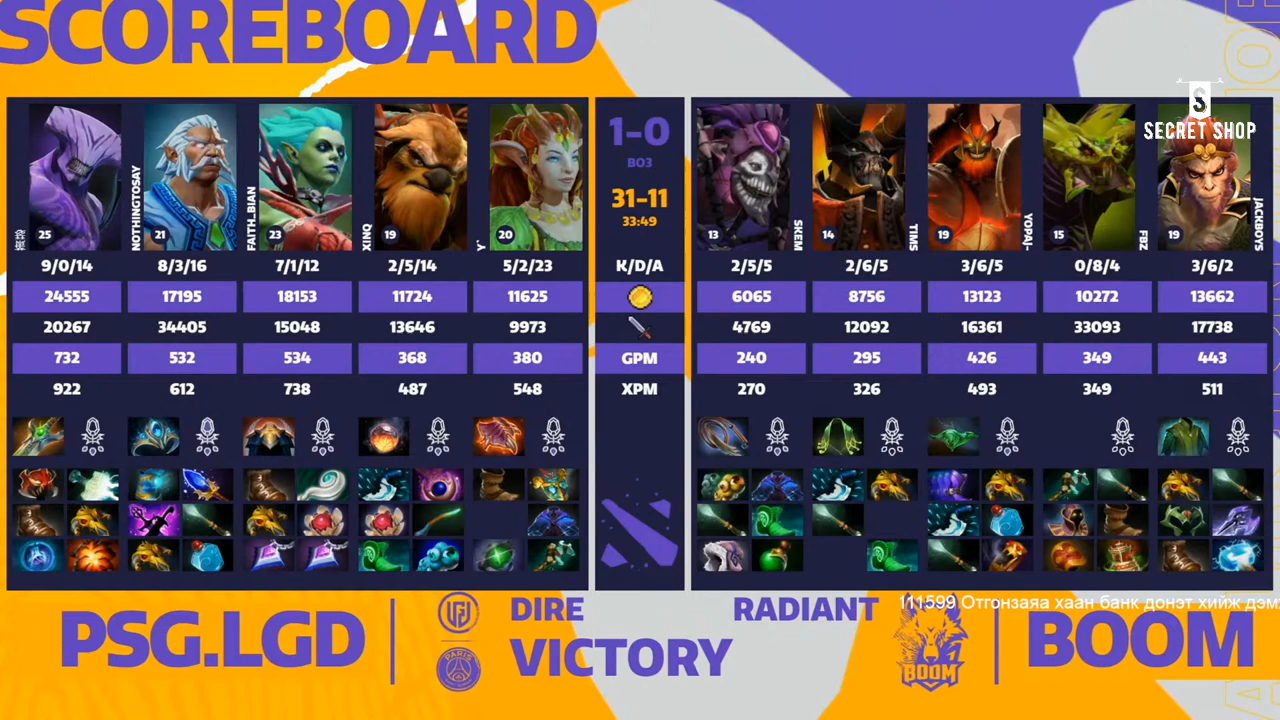 SCOREBOARD
SECRET SHOP
25
NOTHINGTOSAY
21
FAITH_BIAN
23
XNIQ
19
Y
20
1-0
BO3
31-11
33:49
13
SKEM
14
TIMS
19
YOPAJ-
15
FBZ
19
JACKBOYS
9/0/14 8/3/16 7/1/12 2/5/14 5/2/23 K/D/A 2/5/5 2/6/5 3/6/5 0/8/4 3/6/2
24555 17195 18153 11724 11625 6065 8756 13123 10272 13662
20267 34405 15048 13646 9973 4769 12092 16361 33093 17738
732 532 534 368 380 GPM 240 295 426 349 443
922 612 738 487 548 XPM 270 326 493 349 511
PSG.LGD
PARIS
DIRE
VICTORY
RADIANT
BOOM
BOOM
111599 Отгонзаяа хаан банк донэт хийж дэм